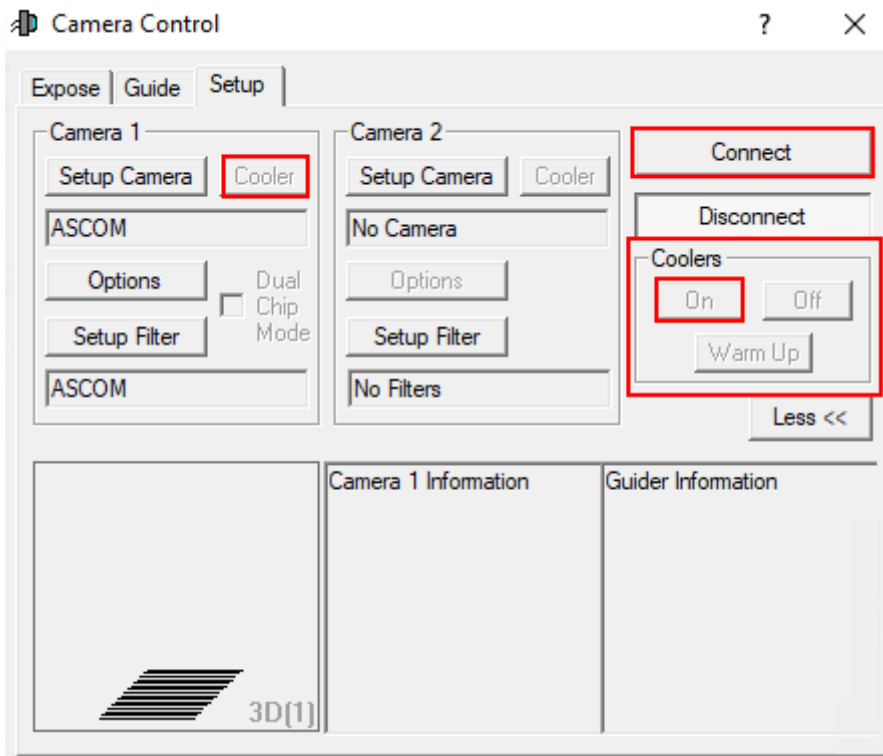 Camera Control ?
Expose Guide Setup
Camera 1
Setup Camera Cooler
ASCOM
Options
Dual
Chip
Mode
Setup Filter
ASCOM
Camera 2
Setup Camera Cooler
No Camera
Options
Setup Filter
No Filters
Connect
Disconnect
Coolers
On Off
Warm Up
Less <<
3D(1)
Camera 1 Information
Guider Information